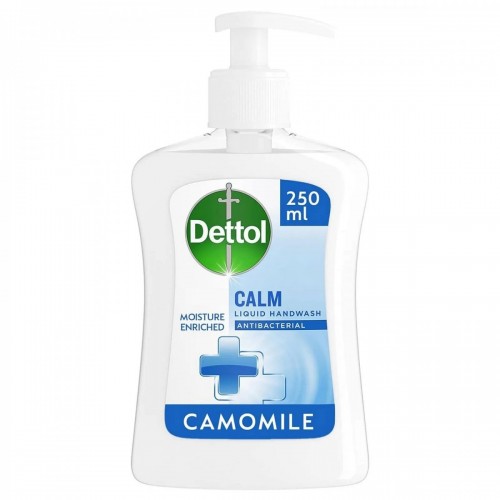 250
ml
Dettol
CALM
LIQUID HANDWASH
ANTIBACTERIAL
MOISTURE
ENRICHED
CAMOMILE